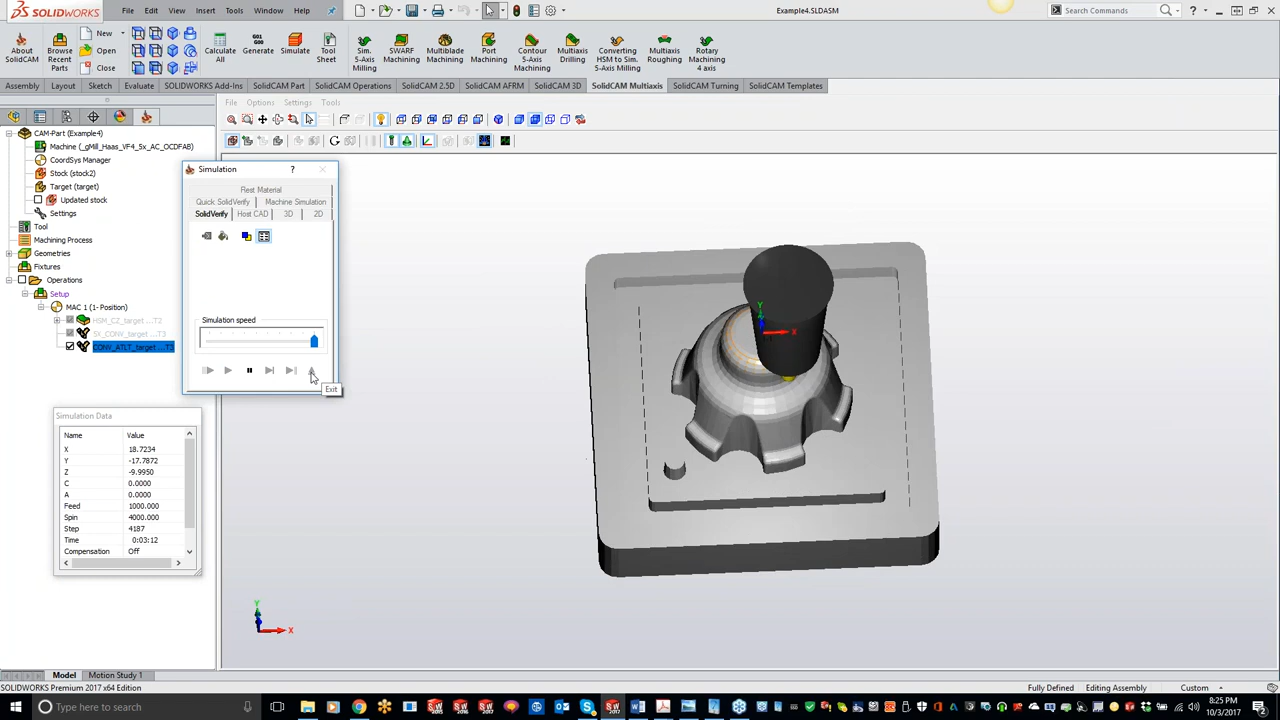 SOLIDWORKS File Edit View Insert Tools Window Help Example4.SLDASM Search Commands
About SolidCAM
Browse Recent Parts
New
Open
Close
Calculate All
G01 G00 Generate
Simulate
Tool Sheet
Sim. 5-Axis Milling
SWARF Machining
Multiblade Machining
Port Machining
Contour 5-Axis Machining
Multiaxis Drilling
Converting HSM to Sim. 5-Axis Milling
Multiaxis Roughing
Rotary Machining 4 axis
Assembly Layout Sketch Evaluate SOLIDWORKS Add-Ins SolidCAM Part SolidCAM Operations SolidCAM 2.5D SolidCAM AFRM SolidCAM 3D SolidCAM Multiaxis SolidCAM Turning SolidCAM Templates
File Options Settings Tools
CAM-Part (Example4)
Machine (_gMill_Haas_VF4_5x_AC_OCDFAB)
CoordSys Manager
Stock (stock2)
Target (target)
Updated stock
Settings
Tool
Machining Process
Geometries
Fixtures
Operations
Setup
MAC 1 (1- Position)
HSM_CZ_target ...T2
5X_CONV_target ...T3
CONV_ATLT_target ...T3
Simulation ?
Rest Material
Quick SolidVerify Machine Simulation
SolidVerify Host CAD 3D 2D
Simulation speed
Exit
Simulation Data
Name Value
X 18.7234
Y -17.7872
Z -9.9950
C 0.0000
A 0.0000
Feed 1000.000
Spin 4000.000
Step 4187
Time 0:03:12
Compensation Off
Y
X
Y
X
Model Motion Study 1
SOLIDWORKS Premium 2017 x64 Edition Fully Defined Editing Assembly Custom
Type here to search
8:25 PM
10/3/2017